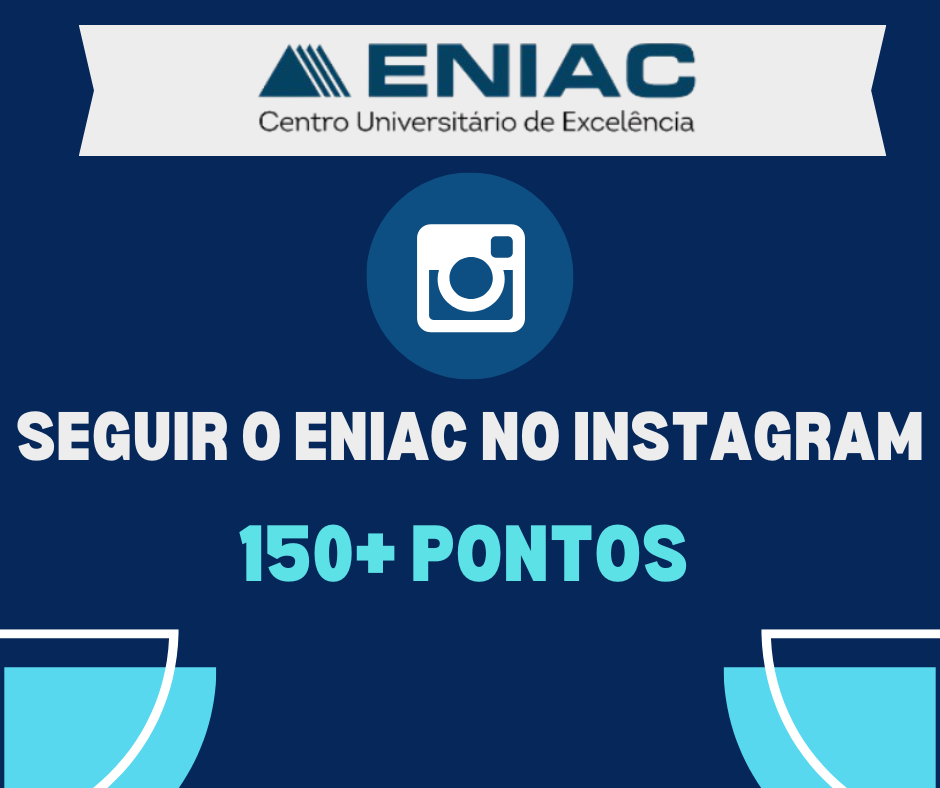 ENIAC
Centro Universitário de Excelência
SEGUIR O ENIAC NO INSTAGRAM
150+ PONTOS